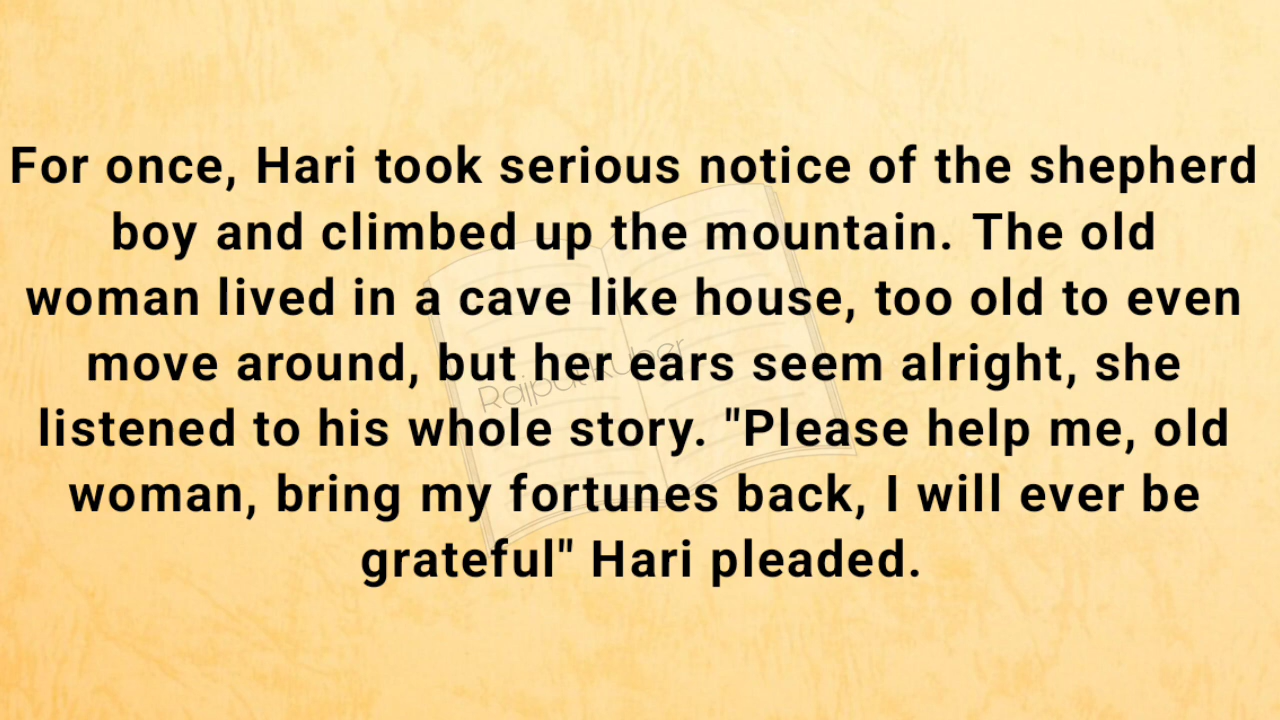 For once, Hari took serious notice of the shepherd
boy and climbed up the mountain. The old
woman lived in a cave like house, too old to even
move around, but her ears seem alright, she
listened to his whole story. "Please help me, old
woman, bring my fortunes back, I will ever be
grateful" Hari pleaded.